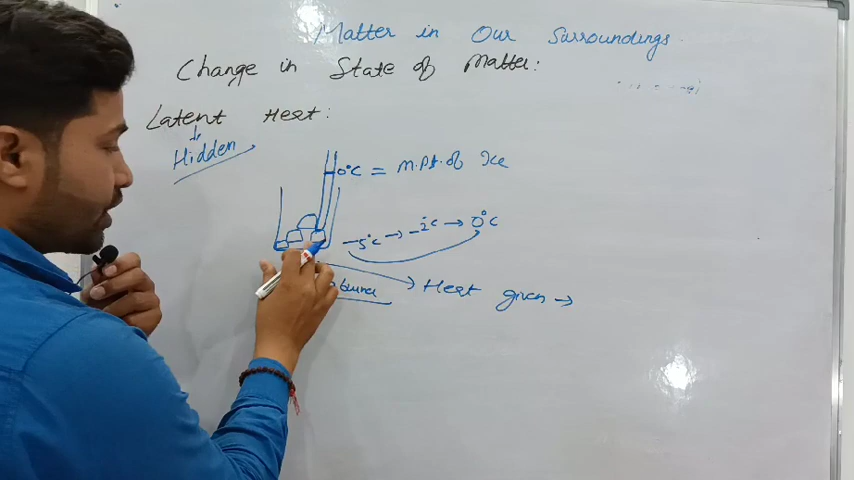 Matter in Our Surroundings
Change in State of Matter:
Latent Heat:
Hidden
0°C = M.Pt. of Ice
-5°C → -2°C → 0°C
Heat given →